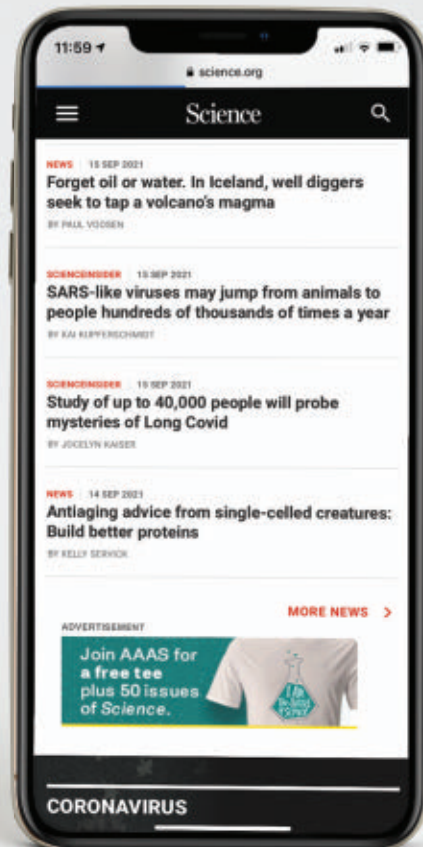 11:59
science.org
Science
NEWS 15 SEP 2021
Forget oil or water. In Iceland, well diggers
seek to tap a volcano's magma
BY PAUL VOOSEN
SCIENCEINSIDER 15 SEP 2021
SARS-like viruses may jump from animals to
people hundreds of thousands of times a year
BY KAI KUPFERSCHMIDT
SCIENCEINSIDER 15 SEP 2021
Study of up to 40,000 people will probe
mysteries of Long Covid
BY JOCELYN KAISER
NEWS 14 SEP 2021
Antiaging advice from single-celled creatures:
Build better proteins
BY KELLY SERVICK
MORE NEWS >
ADVERTISEMENT
Join AAAS for
a free tee
plus 50 issues
of Science.
I AM
CORONAVIRUS